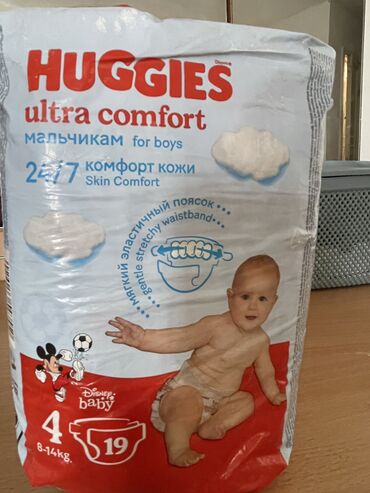 HUGGIES
Disney
ultra comfort
мальчикам for boys
24/7 комфорт кожи
Skin Comfort
мягкий эластичный поясок
gentle stretchy waistband
Disney
baby
4
8-14kg.
19